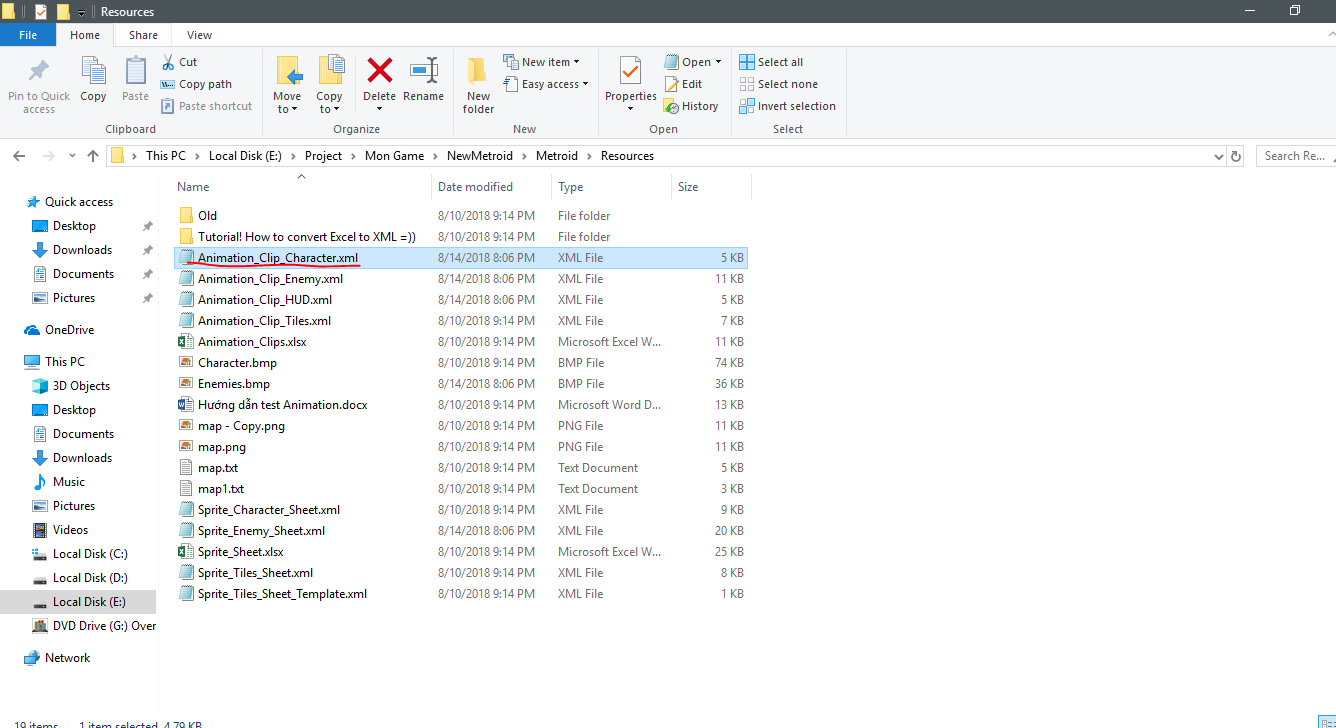 Resources
File Home Share View
Pin to Quick access
Copy
Paste
Cut
Copy path
Paste shortcut
Clipboard
Move to
Copy to
Delete
Rename
Organize
New folder
New item
Easy access
New
Properties
Open
Edit
History
Open
Select all
Select none
Invert selection
Select
This PC > Local Disk (E:) > Project > Mon Game > NewMetroid > Metroid > Resources
Search Re...
Quick access
Desktop
Downloads
Documents
Pictures
OneDrive
This PC
3D Objects
Desktop
Documents
Downloads
Music
Pictures
Videos
Local Disk (C:)
Local Disk (D:)
Local Disk (E:)
DVD Drive (G:) Over
Network
Name Date modified Type Size
Old 8/10/2018 9:14 PM File folder
Tutorial! How to convert Excel to XML =)) 8/10/2018 9:14 PM File folder
Animation_Clip_Character.xml 8/14/2018 8:06 PM XML File 5 KB
Animation_Clip_Enemy.xml 8/14/2018 8:06 PM XML File 11 KB
Animation_Clip_HUD.xml 8/14/2018 8:06 PM XML File 5 KB
Animation_Clip_Tiles.xml 8/10/2018 9:14 PM XML File 7 KB
Animation_Clips.xlsx 8/10/2018 9:14 PM Microsoft Excel W... 11 KB
Character.bmp 8/10/2018 9:14 PM BMP File 74 KB
Enemies.bmp 8/14/2018 8:06 PM BMP File 36 KB
Hướng dẫn test Animation.docx 8/10/2018 9:14 PM Microsoft Word D... 13 KB
map - Copy.png 8/10/2018 9:14 PM PNG File 11 KB
map.png 8/10/2018 9:14 PM PNG File 11 KB
map.txt 8/10/2018 9:14 PM Text Document 5 KB
map1.txt 8/10/2018 9:14 PM Text Document 3 KB
Sprite_Character_Sheet.xml 8/10/2018 9:14 PM XML File 9 KB
Sprite_Enemy_Sheet.xml 8/14/2018 8:06 PM XML File 20 KB
Sprite_Sheet.xlsx 8/10/2018 9:14 PM Microsoft Excel W... 25 KB
Sprite_Tiles_Sheet.xml 8/10/2018 9:14 PM XML File 8 KB
Sprite_Tiles_Sheet_Template.xml 8/10/2018 9:14 PM XML File 1 KB
19 items 1 item selected 4.79 KB